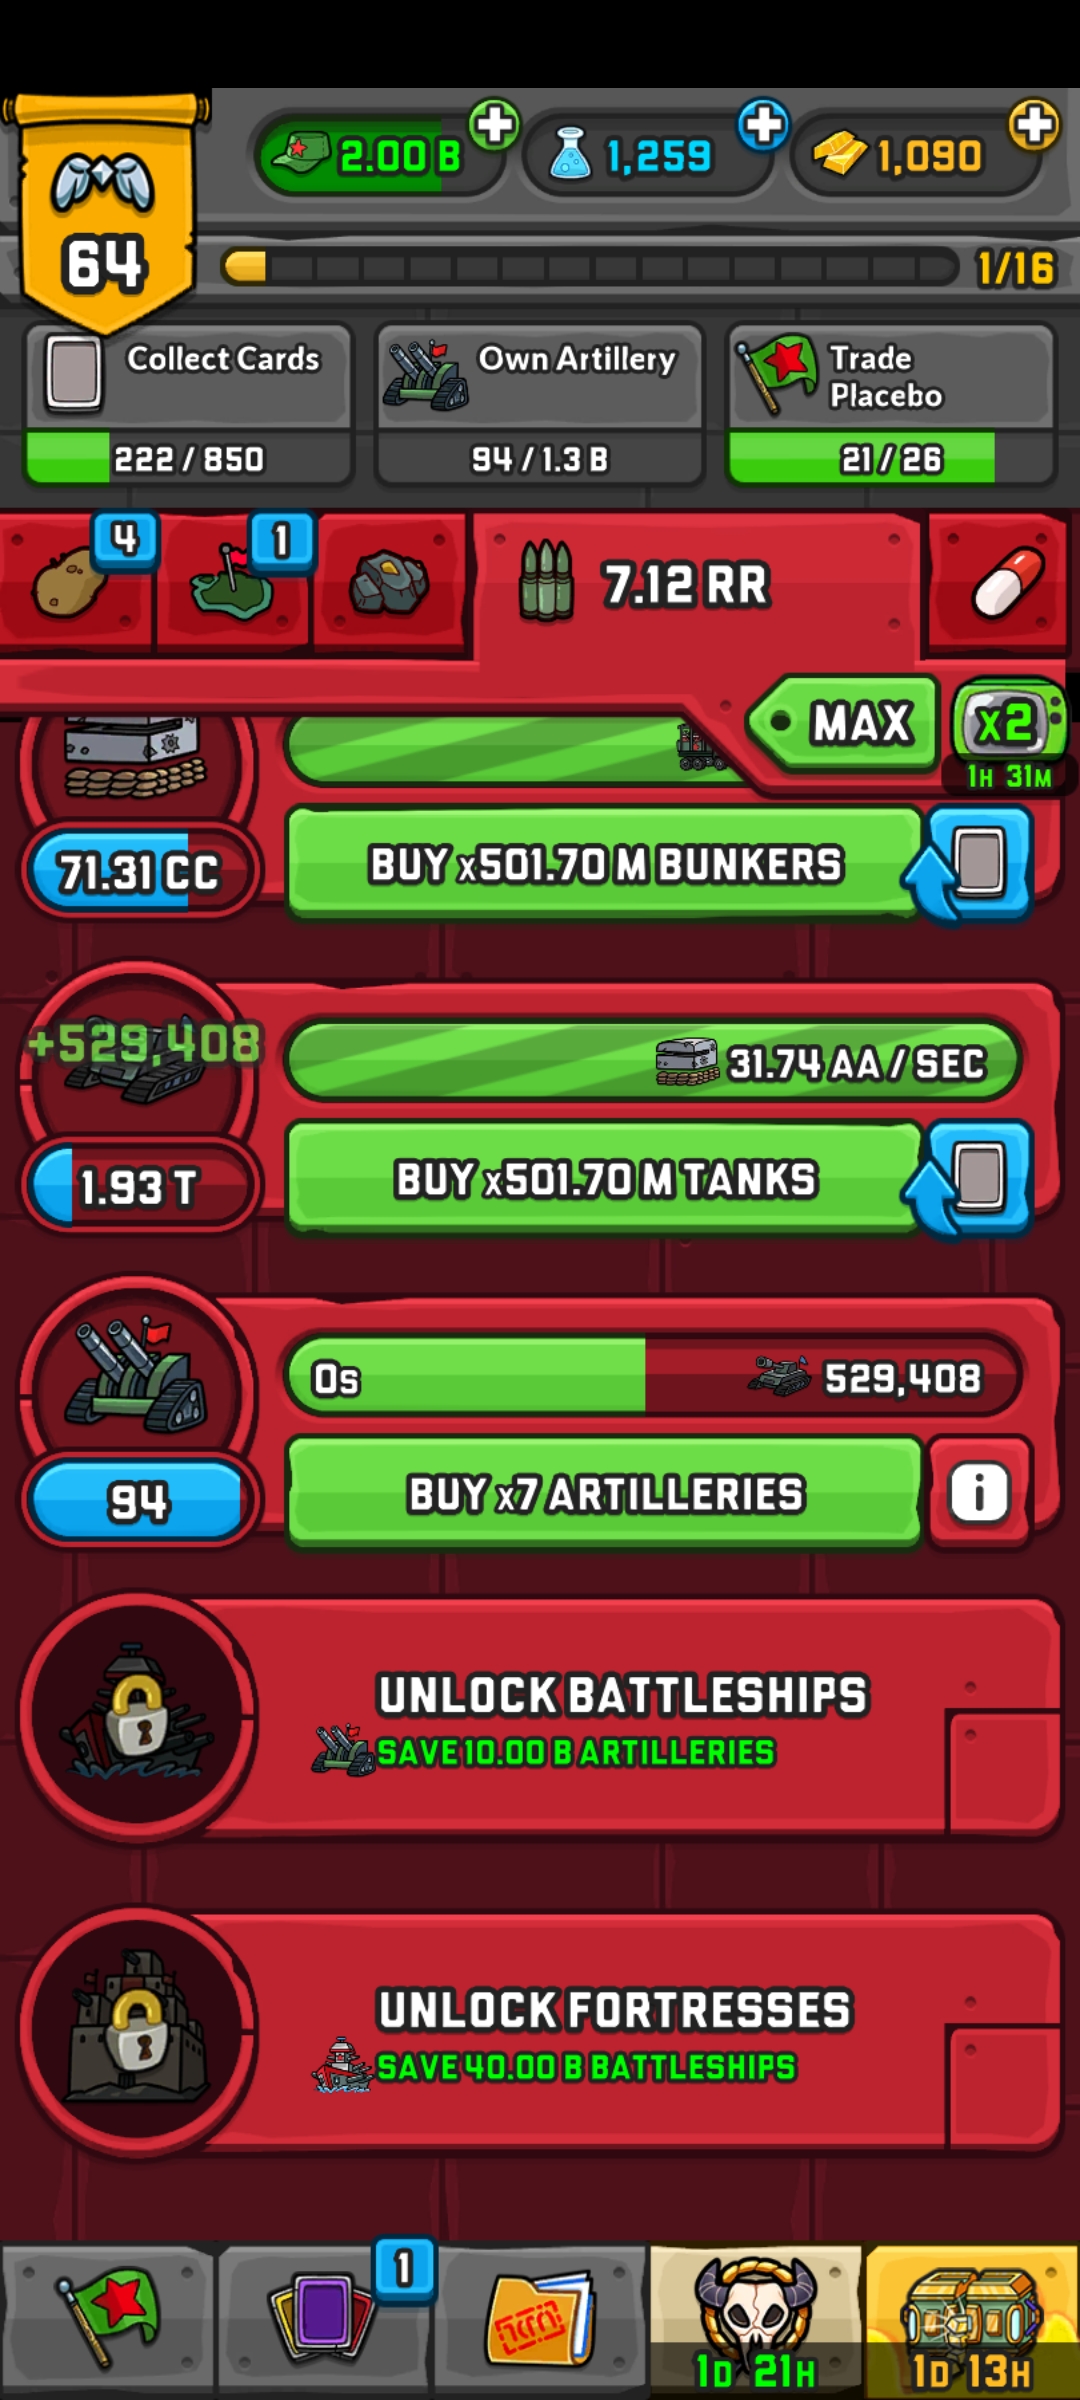 64
2.00 B
1,259
1,090
1/16
Collect Cards
222 / 850
Own Artillery
94 / 1.3 B
Trade
Placebo
21 / 26
4
1
7.12 RR
MAX
x2
1H 31M
71.31 CC
BUY x501.70 M BUNKERS
+529,408
31.74 AA / SEC
1.93 T
BUY x501.70 M TANKS
0s
529,408
94
BUY x7 ARTILLERIES
i
UNLOCK BATTLESHIPS
SAVE 10.00 B ARTILLERIES
UNLOCK FORTRESSES
SAVE 40.00 B BATTLESHIPS
1
1D 21H
1D 13H